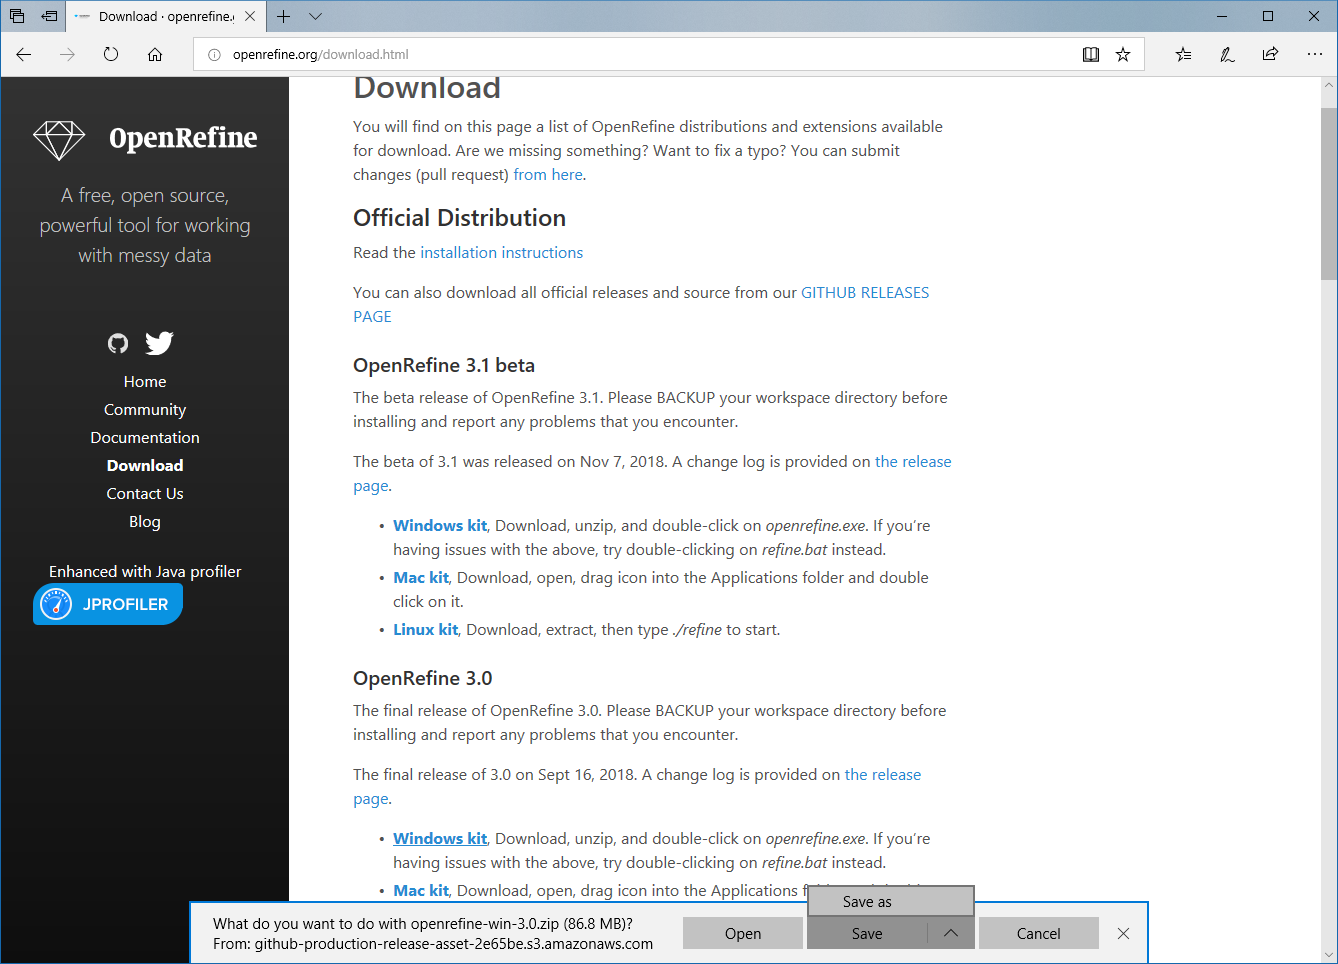 Download · openrefine.
openrefine.org/download.html
OpenRefine
A free, open source,
powerful tool for working
with messy data
Home
Community
Documentation
Download
Contact Us
Blog
Enhanced with Java profiler
JPROFILER
Download
You will find on this page a list of OpenRefine distributions and extensions available
for download. Are we missing something? Want to fix a typo? You can submit
changes (pull request) from here.
Official Distribution
Read the installation instructions
You can also download all official releases and source from our GITHUB RELEASES
PAGE
OpenRefine 3.1 beta
The beta release of OpenRefine 3.1. Please BACKUP your workspace directory before
installing and report any problems that you encounter.
The beta of 3.1 was released on Nov 7, 2018. A change log is provided on the release
page.
• Windows kit, Download, unzip, and double-click on openrefine.exe. If you’re
having issues with the above, try double-clicking on refine.bat instead.
• Mac kit, Download, open, drag icon into the Applications folder and double
click on it.
• Linux kit, Download, extract, then type ./refine to start.
OpenRefine 3.0
The final release of OpenRefine 3.0. Please BACKUP your workspace directory before
installing and report any problems that you encounter.
The final release of 3.0 on Sept 16, 2018. A change log is provided on the release
page.
• Windows kit, Download, unzip, and double-click on openrefine.exe. If you’re
having issues with the above, try double-clicking on refine.bat instead.
• Mac kit, Download, open, drag icon into the Applications
Save as
What do you want to do with openrefine-win-3.0.zip (86.8 MB)?
From: github-production-release-asset-2e65be.s3.amazonaws.com
Open
Save
Cancel